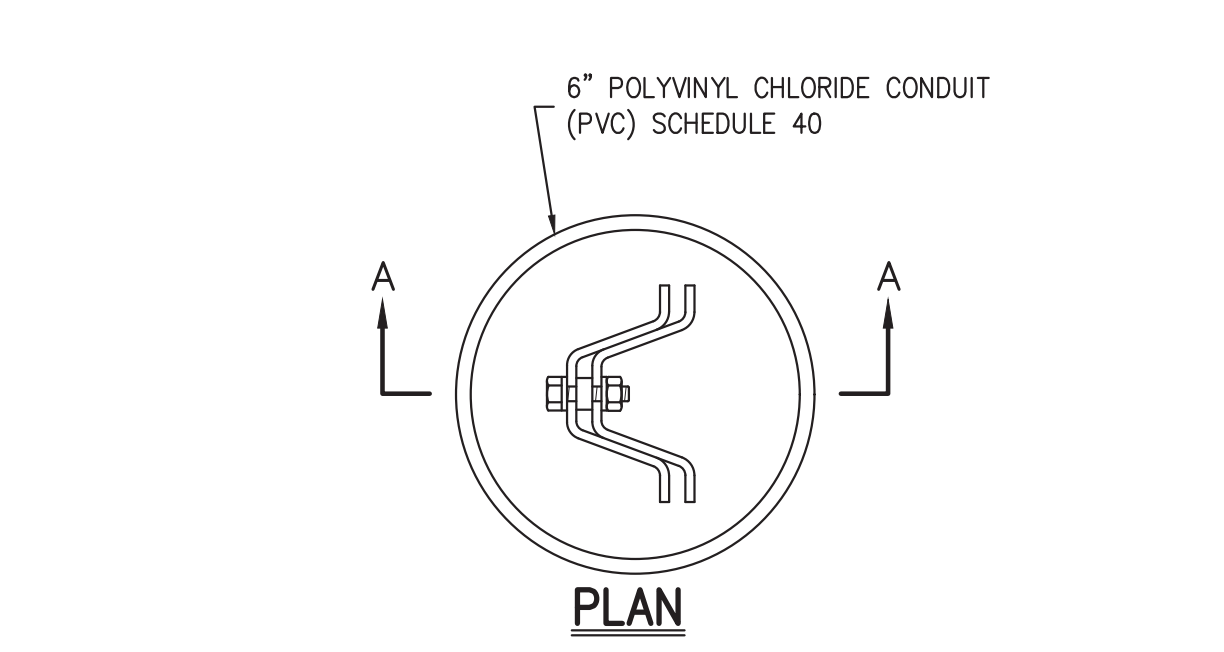 6” POLYVINYL CHLORIDE CONDUIT
(PVC) SCHEDULE 40
A A
PLAN